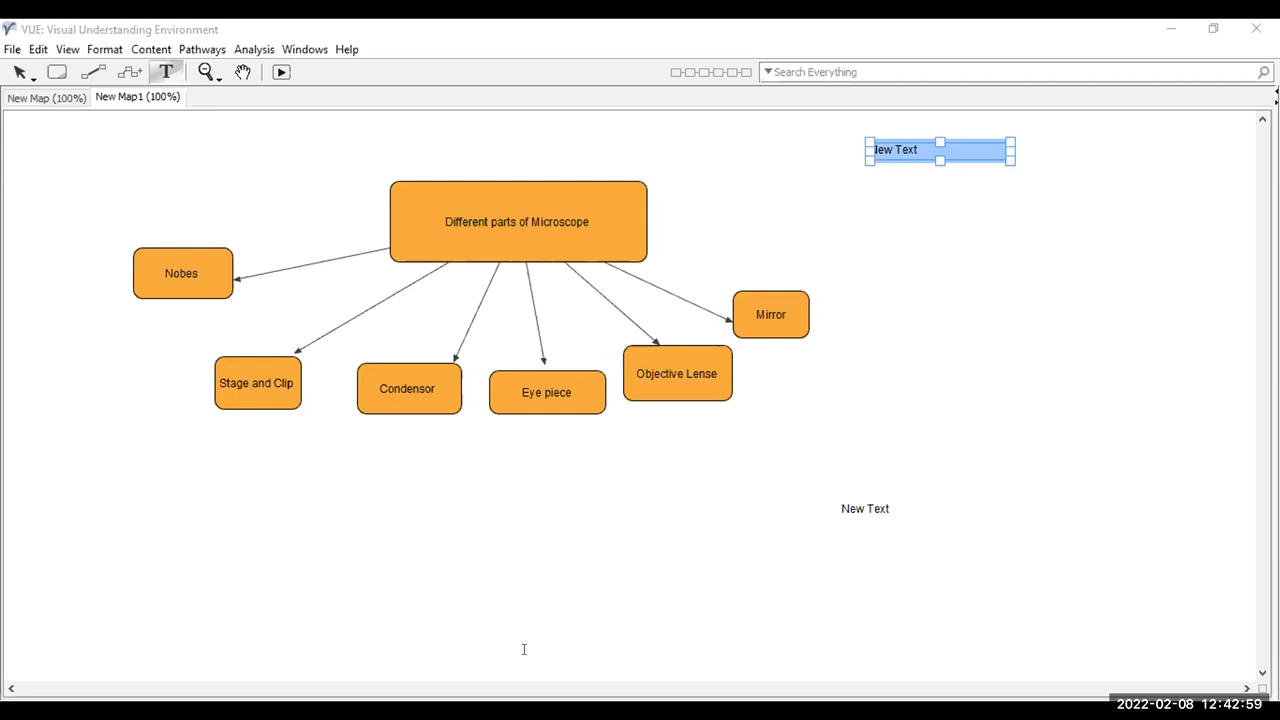 VUE: Visual Understanding Environment
File Edit View Format Content Pathways Analysis Windows Help
T
Search Everything
New Map (100%) New Map1 (100%)
New Text
Different parts of Microscope
Nobes
Mirror
Objective Lense
Stage and Clip
Condensor
Eye piece
New Text
2022-02-08 12:42:59